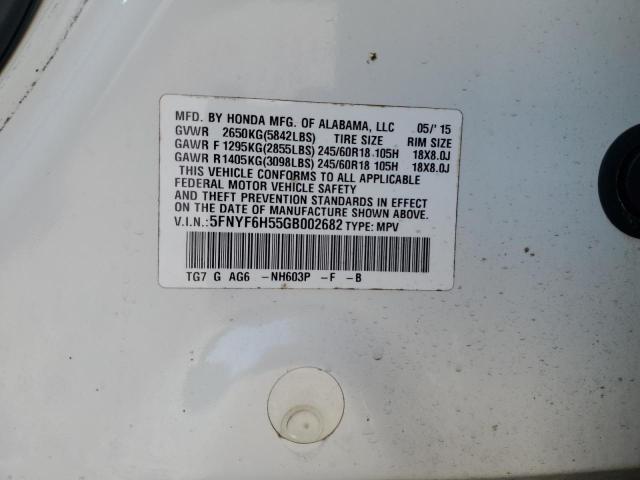 MFD. BY HONDA MFG. OF ALABAMA, LLC 05/'15
GVWR 2650KG(5842LBS) TIRE SIZE RIM SIZE
GAWR F 1295KG(2855LBS) 245/60R18 105H 18X8.0J
GAWR R 1405KG(3098LBS) 245/60R18 105H 18X8.0J
THIS VEHICLE CONFORMS TO ALL APPLICABLE
FEDERAL MOTOR VEHICLE SAFETY
AND THEFT PREVENTION STANDARDS IN EFFECT
ON THE DATE OF MANUFACTURE SHOWN ABOVE.
V.I.N.:5FNYF6H55GB002682 TYPE: MPV
TG7 G AG6 -NH603P -F -B